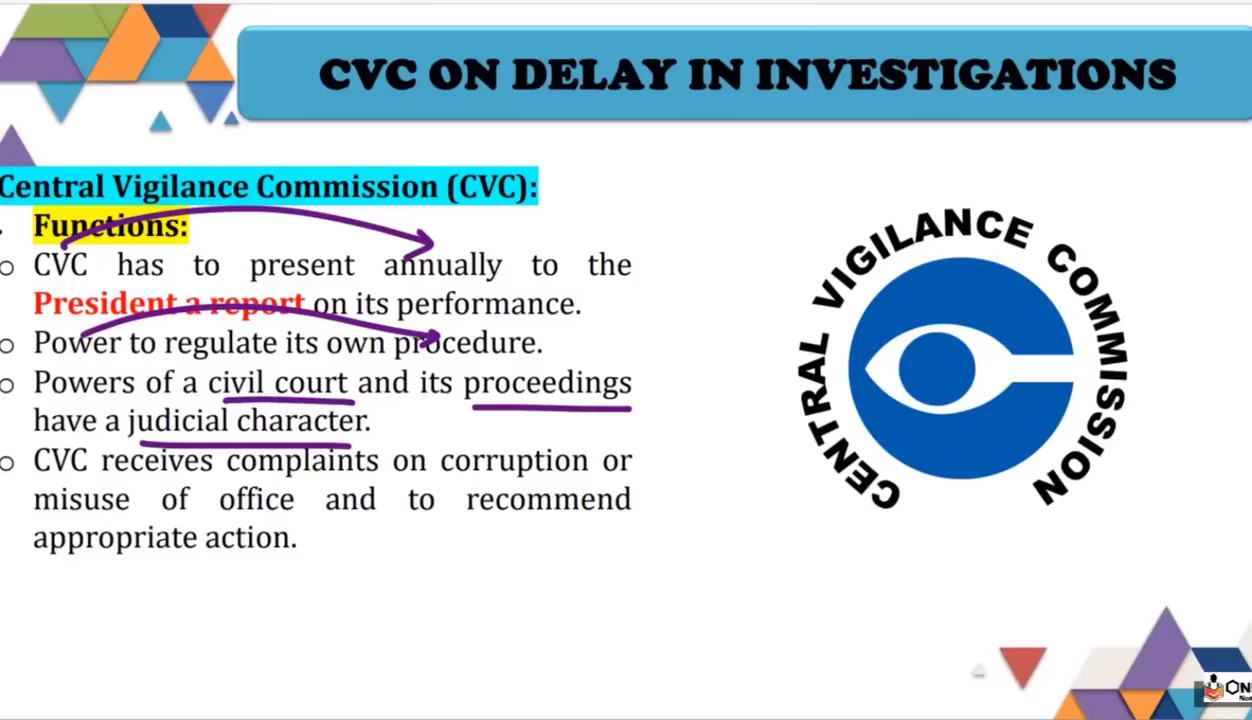 CVC ON DELAY IN INVESTIGATIONS
Central Vigilance Commission (CVC):
Functions:
o CVC has to present annually to the
President a report on its performance.
o Power to regulate its own procedure.
o Powers of a civil court and its proceedings
have a judicial character.
o CVC receives complaints on corruption or
misuse of office and to recommend
appropriate action.
CENTRAL VIGILANCE COMMISSION